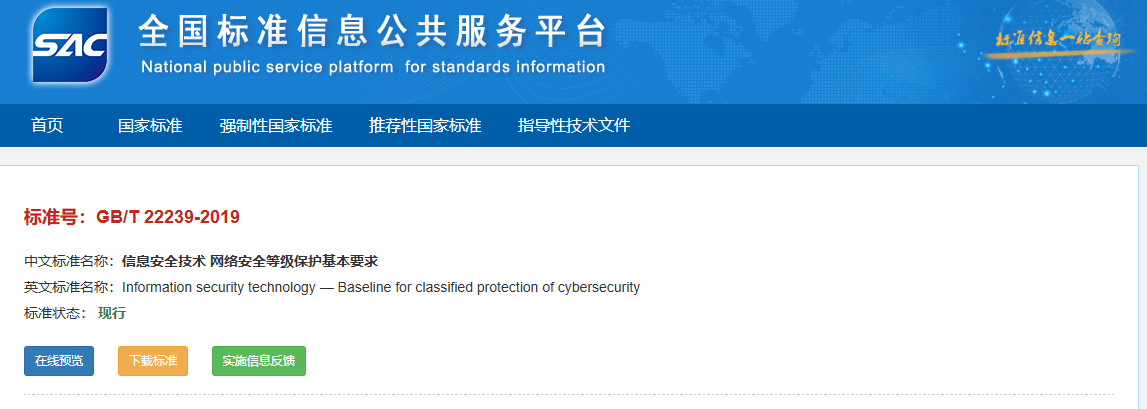 SAC
全国标准信息公共服务平台
National public service platform for standards information
标准信息一站查询
首页 国家标准 强制性国家标准 推荐性国家标准 指导性技术文件
标准号：GB/T 22239-2019
中文标准名称：信息安全技术 网络安全等级保护基本要求
英文标准名称：Information security technology — Baseline for classified protection of cybersecurity
标准状态： 现行
在线预览 下载标准 实施信息反馈